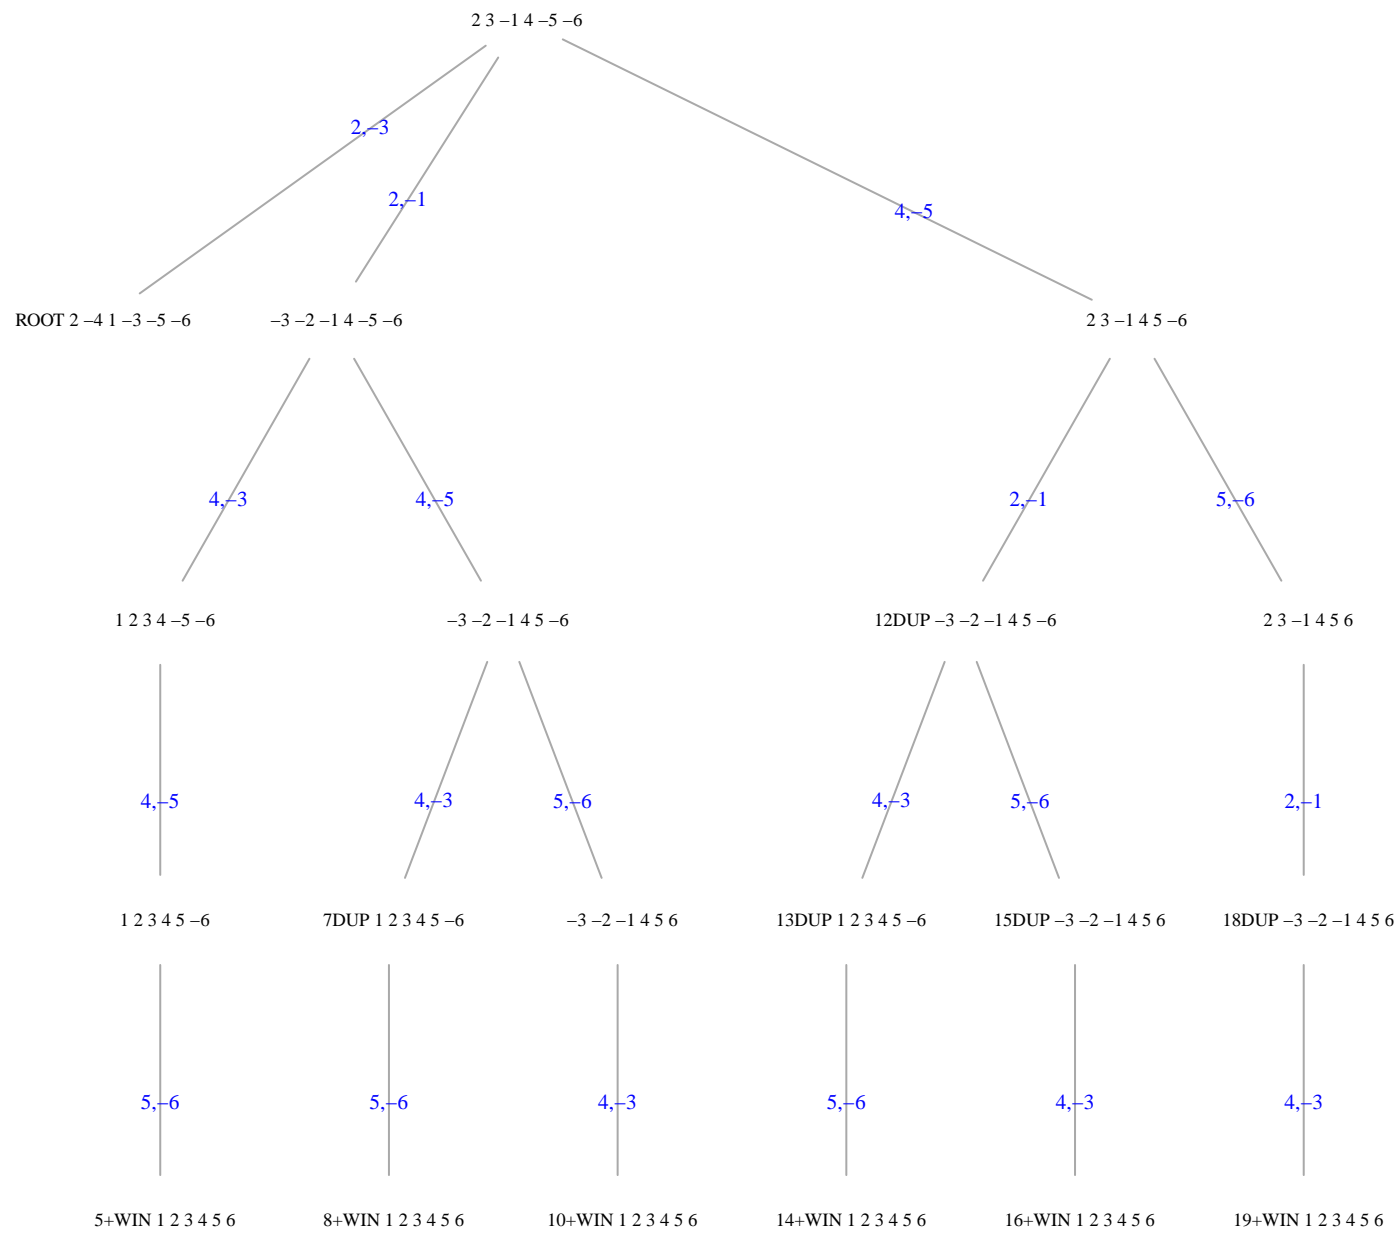 2 3 –1 4 –5 –6
2,–3
2,–1
4,–5
ROOT 2 –4 1 –3 –5 –6
–3 –2 –1 4 –5 –6
2 3 –1 4 5 –6
4,–3
4,–5
2,–1
5,–6
1 2 3 4 –5 –6
–3 –2 –1 4 5 –6
12DUP –3 –2 –1 4 5 –6
2 3 –1 4 5 6
4,–5
4,–3
5,–6
4,–3
5,–6
2,–1
1 2 3 4 5 –6
7DUP 1 2 3 4 5 –6
–3 –2 –1 4 5 6
13DUP 1 2 3 4 5 –6
15DUP –3 –2 –1 4 5 6
18DUP –3 –2 –1 4 5 6
5,–6
5,–6
4,–3
5,–6
4,–3
4,–3
5+WIN 1 2 3 4 5 6
8+WIN 1 2 3 4 5 6
10+WIN 1 2 3 4 5 6
14+WIN 1 2 3 4 5 6
16+WIN 1 2 3 4 5 6
19+WIN 1 2 3 4 5 6